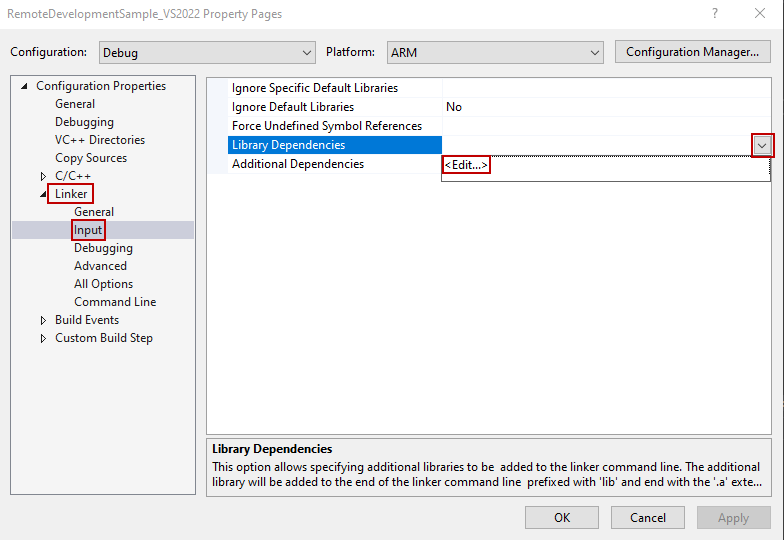 RemoteDevelopmentSample_VS2022 Property Pages
? ×
Configuration: Debug Platform: ARM Configuration Manager...
Configuration Properties
General
Debugging
VC++ Directories
Copy Sources
C/C++
Linker
General
Input
Debugging
Advanced
All Options
Command Line
Build Events
Custom Build Step
Ignore Specific Default Libraries
Ignore Default Libraries No
Force Undefined Symbol References
Library Dependencies
Additional Dependencies <Edit...>
Library Dependencies
This option allows specifying additional libraries to be  added to the linker command line. The additional
library will be added to the end of the linker command line  prefixed with 'lib' and end with the '.a' exte...
OK Cancel Apply